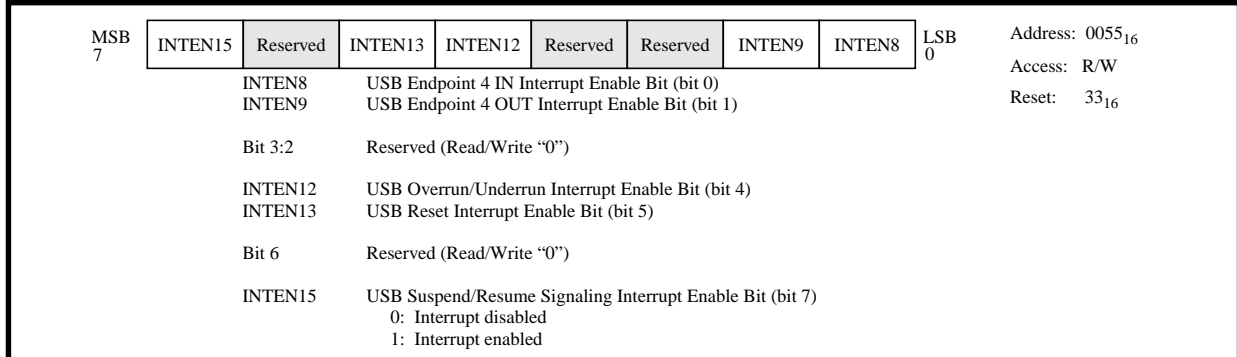 MSB 7 INTEN15 Reserved INTEN13 INTEN12 Reserved Reserved INTEN9 INTEN8 LSB 0
Address: 0055₁₆
Access: R/W
Reset: 33₁₆
INTEN8 USB Endpoint 4 IN Interrupt Enable Bit (bit 0)
INTEN9 USB Endpoint 4 OUT Interrupt Enable Bit (bit 1)
Bit 3:2 Reserved (Read/Write “0”)
INTEN12 USB Overrun/Underrun Interrupt Enable Bit (bit 4)
INTEN13 USB Reset Interrupt Enable Bit (bit 5)
Bit 6 Reserved (Read/Write “0”)
INTEN15 USB Suspend/Resume Signaling Interrupt Enable Bit (bit 7)
0: Interrupt disabled
1: Interrupt enabled